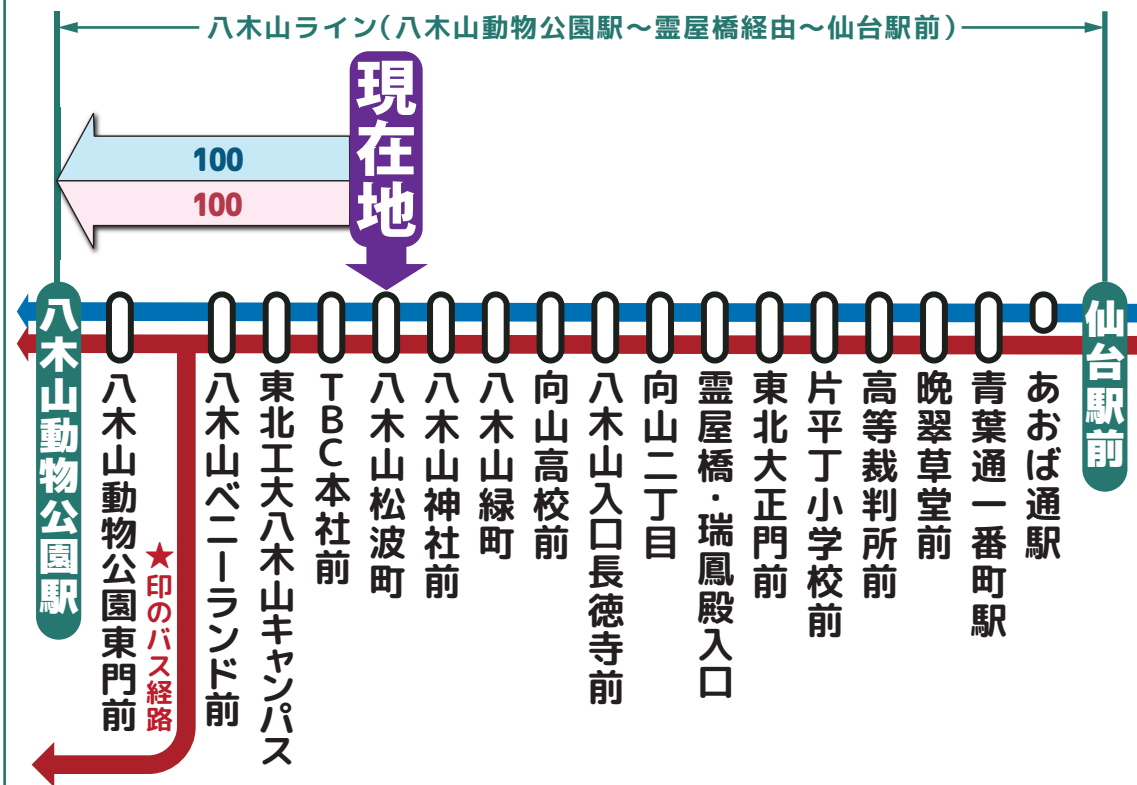 八木山ライン(八木山動物公園駅〜霊屋橋経由〜仙台駅前)
現在地
100
100
八木山動物公園駅
八木山動物公園東門前
★印のバス経路
八木山ベニーランド前
東北工大八木山キャンパス
TBC本社前
八木山松波町
八木山神社前
八木山緑町
向山高校前
八木山入口長徳寺前
向山二丁目
霊屋橋・瑞鳳殿入口
東北大正門前
片平丁小学校前
高等裁判所前
晩翠草堂前
青葉通一番町駅
あおば通駅
仙台駅前